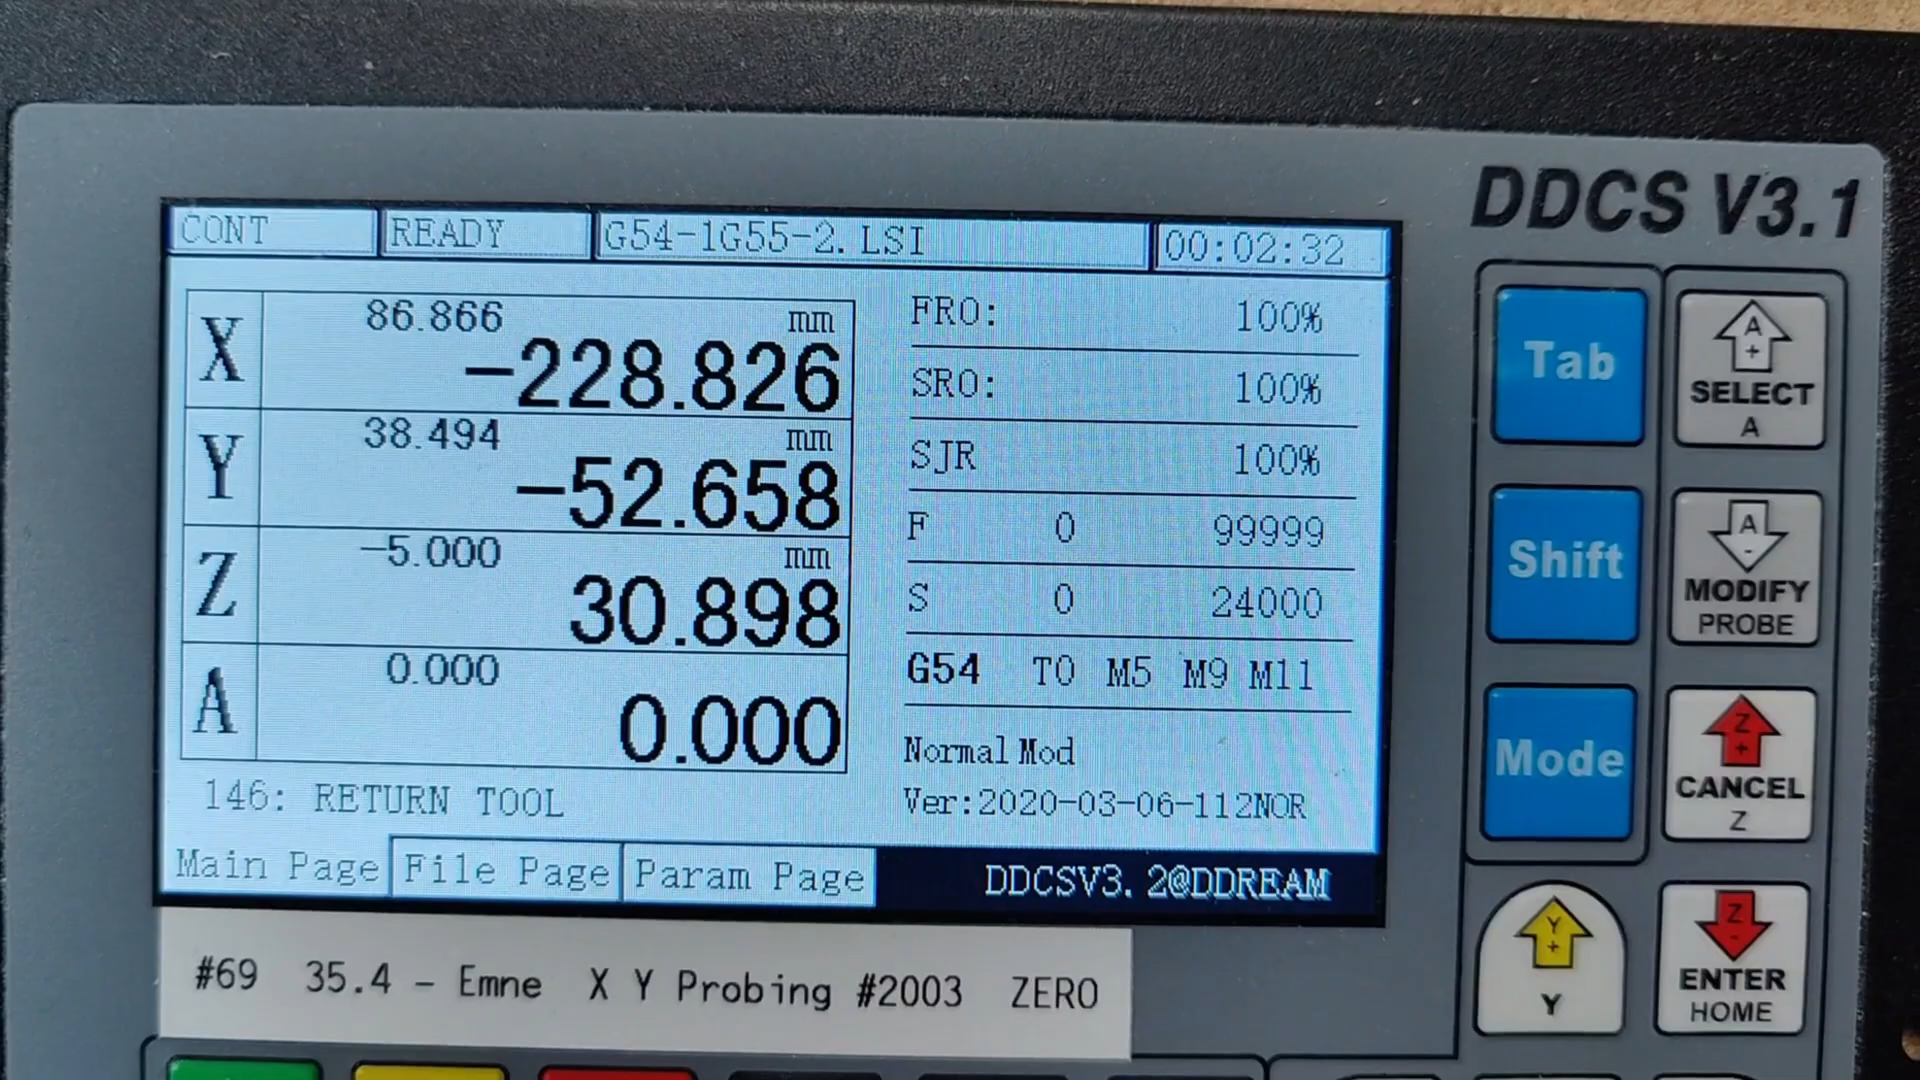 DDCS V3.1
CONT READY G54-1G55-2.LSI 00:02:32
X 86.866 mm
-228.826
Y 38.494 mm
-52.658
Z -5.000 mm
30.898
A 0.000
0.000
FRO: 100%
SRO: 100%
SJR 100%
F 0 99999
S 0 24000
G54 T0 M5 M9 M11
Normal Mod
Ver:2020-03-06-112NOR
146: RETURN TOOL
Main Page File Page Param Page DDCSV3.2@DDREAM
#69 35.4 - Emne X Y Probing #2003 ZERO
Tab
A
+
SELECT
A
Shift
A
-
MODIFY
PROBE
Mode
Z
+
CANCEL
Z
Y
+
Y
Z
-
ENTER
HOME